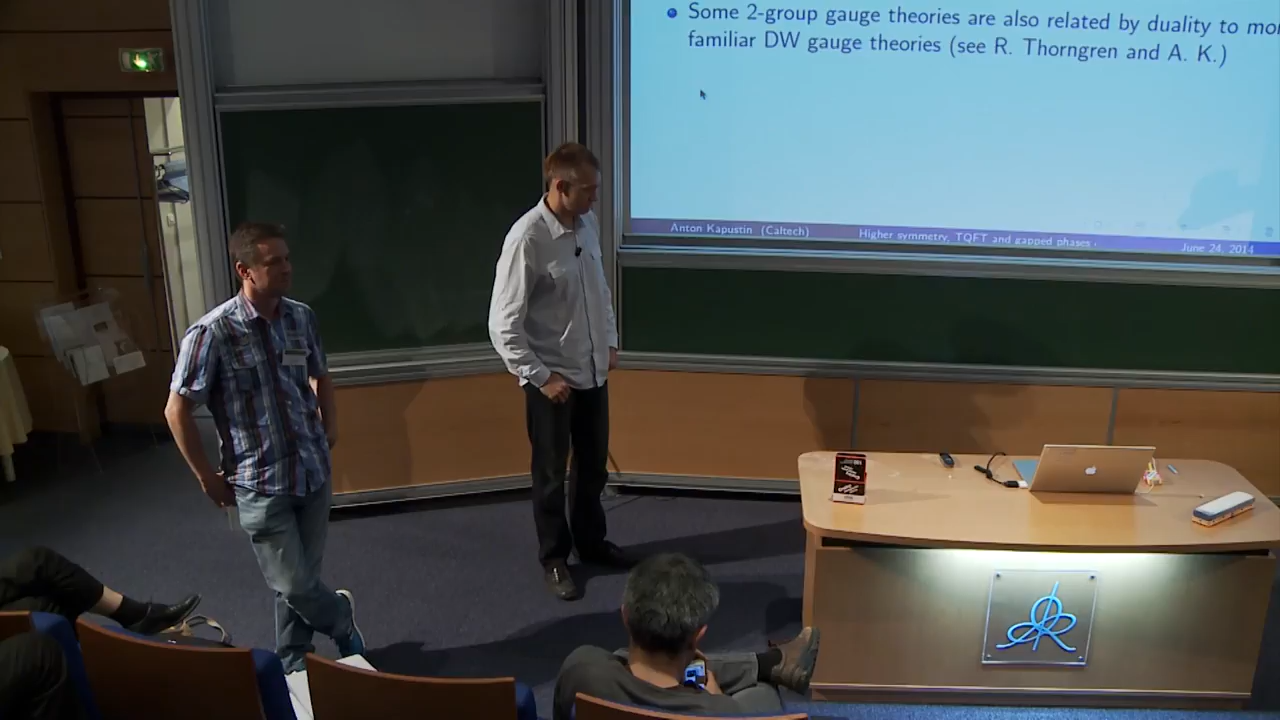 Some 2-group gauge theories are also related by duality to
familiar DW gauge theories (see R. Thorngren and A. K.)
Anton Kapustin (Caltech) Higher symmetry, TQFT and gapped phases June 24, 2014